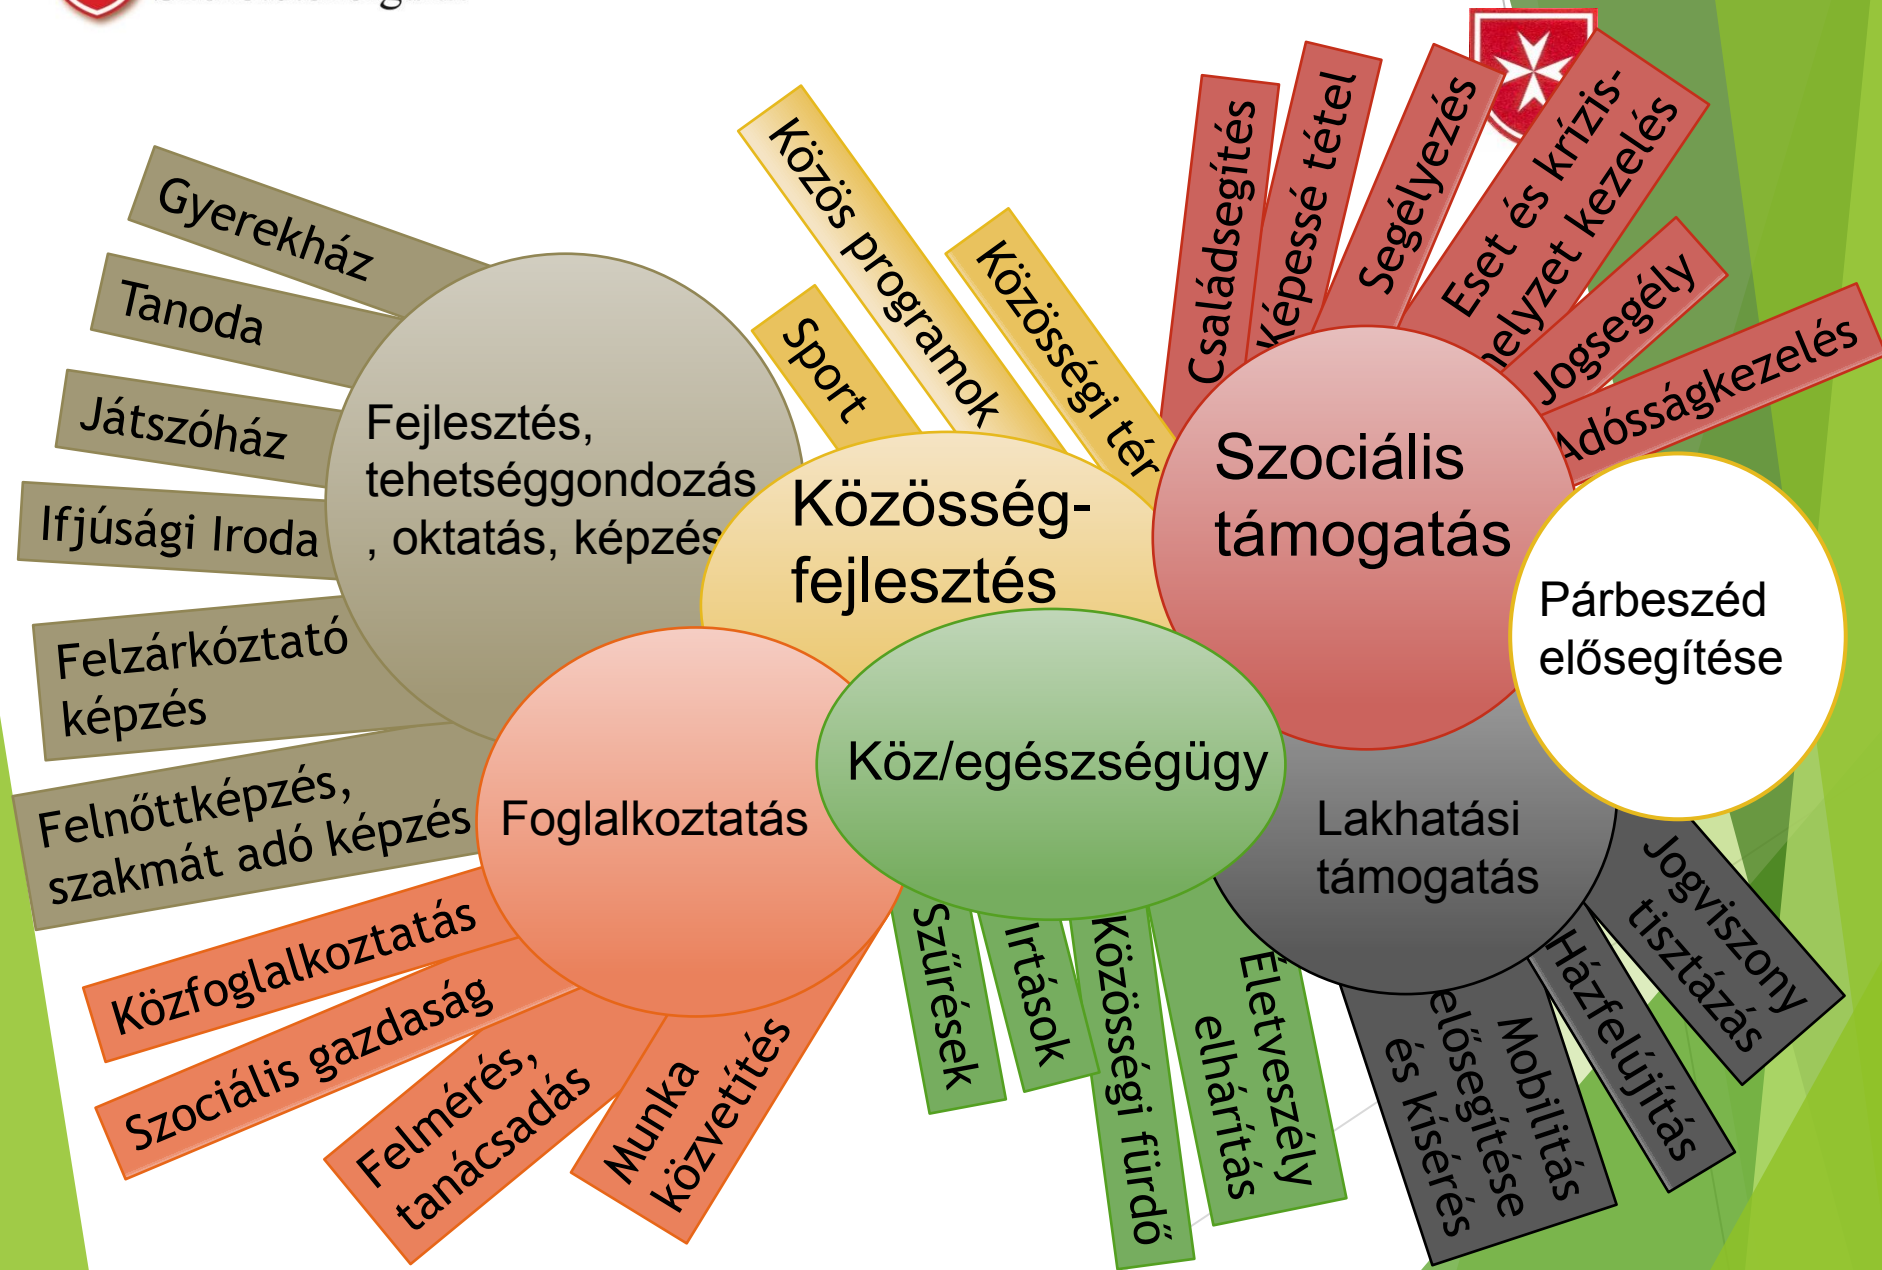 Gyerekház
Tanoda
Játszóház
Ifjúsági Iroda
Felzárkóztató
képzés
Felnőttképzés,
szakmát adó képzés
Fejlesztés,
tehetséggondozás
, oktatás, képzés
Sport
Közös programok
Közösségi tér
Közösség-
fejlesztés
Családsegítés
Képessé tétel
Segélyezés
Eset és krízis-
helyzet kezelés
Jogsegély
Adósságkezelés
Szociális
támogatás
Párbeszéd
elősegítése
Foglalkoztatás
Közfoglalkoztatás
Szociális gazdaság
Felmérés,
tanácsadás
Munka
közvetítés
Köz/egészségügy
Szűrések
Irtások
Közösségi fürdő
Életveszély
elhárítás
Lakhatási
támogatás
Mobilitás
elősegítése
és kísérés
Házfelújítás
Jogviszony
tisztázás